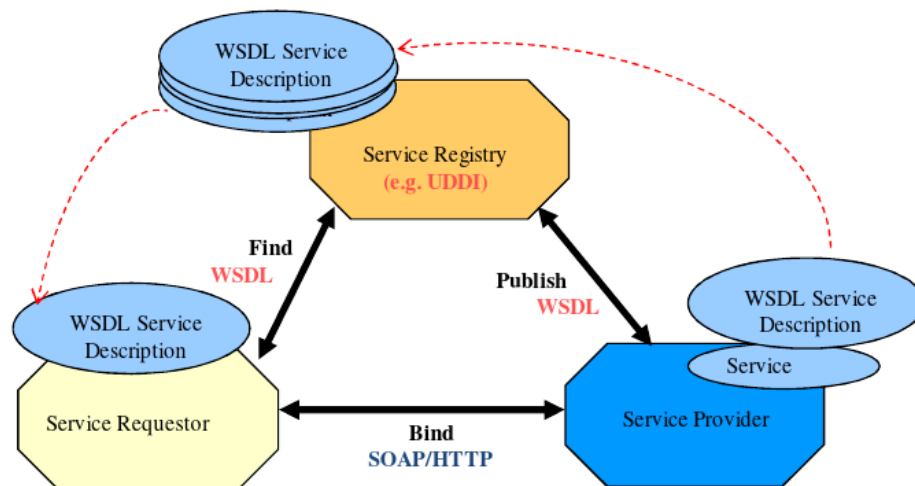 WSDL Service
Description
Service Registry
(e.g. UDDI)
Find
WSDL
Publish
WSDL
WSDL Service
Description
WSDL Service
Description
Service
Service Requestor
Service Provider
Bind
SOAP/HTTP